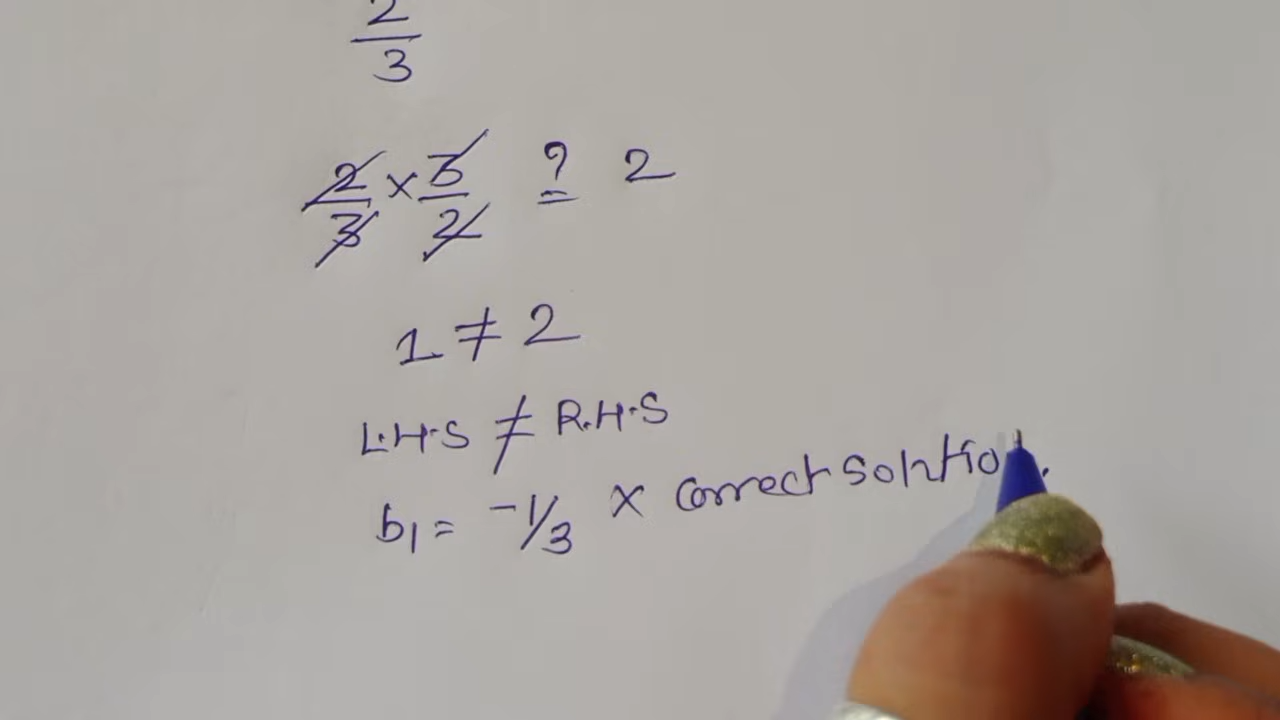 2/3
2/3 × 3/2 ≟ 2
1 ≠ 2
L.H.S ≠ R.H.S
b₁ = -1/3 × correct solution.